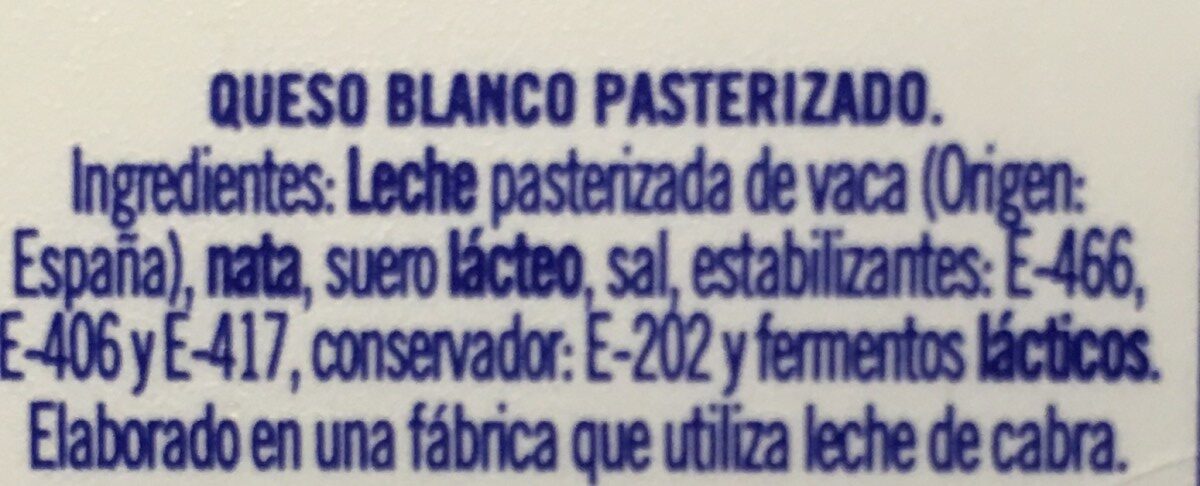 QUESO BLANCO PASTERIZADO.
Ingredientes: Leche pasterizada de vaca (Origen:
España), nata, suero lácteo, sal, estabilizantes: E-466,
E-406 y E-417, conservador: E-202 y fermentos lácticos.
Elaborado en una fábrica que utiliza leche de cabra.